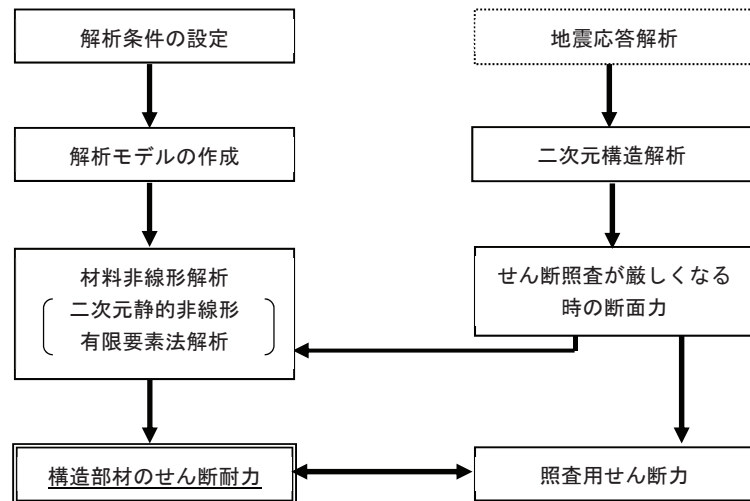 解析条件の設定
地震応答解析
解析モデルの作成
二次元構造解析
材料非線形解析
二次元静的非線形
有限要素法解析
せん断照査が厳しくなる
時の断面力
構造部材のせん断耐力
照査用せん断力